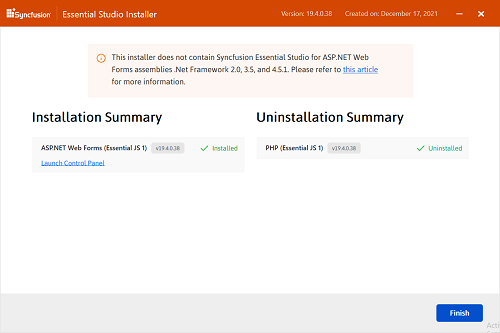 Syncfusion Essential Studio Installer Version: 19.4.0.38 Created on: December 17, 2021
This installer does not contain Syncfusion Essential Studio for ASP.NET Web
Forms assemblies .Net Framework 2.0, 3.5, and 4.5.1. Please refer to this article
for more information.
Installation Summary
ASP.NET Web Forms (Essential JS 1) v19.4.0.38 Installed
Launch Control Panel
Uninstallation Summary
PHP (Essential JS 1) v19.4.0.38 Uninstalled
Finish
Acti